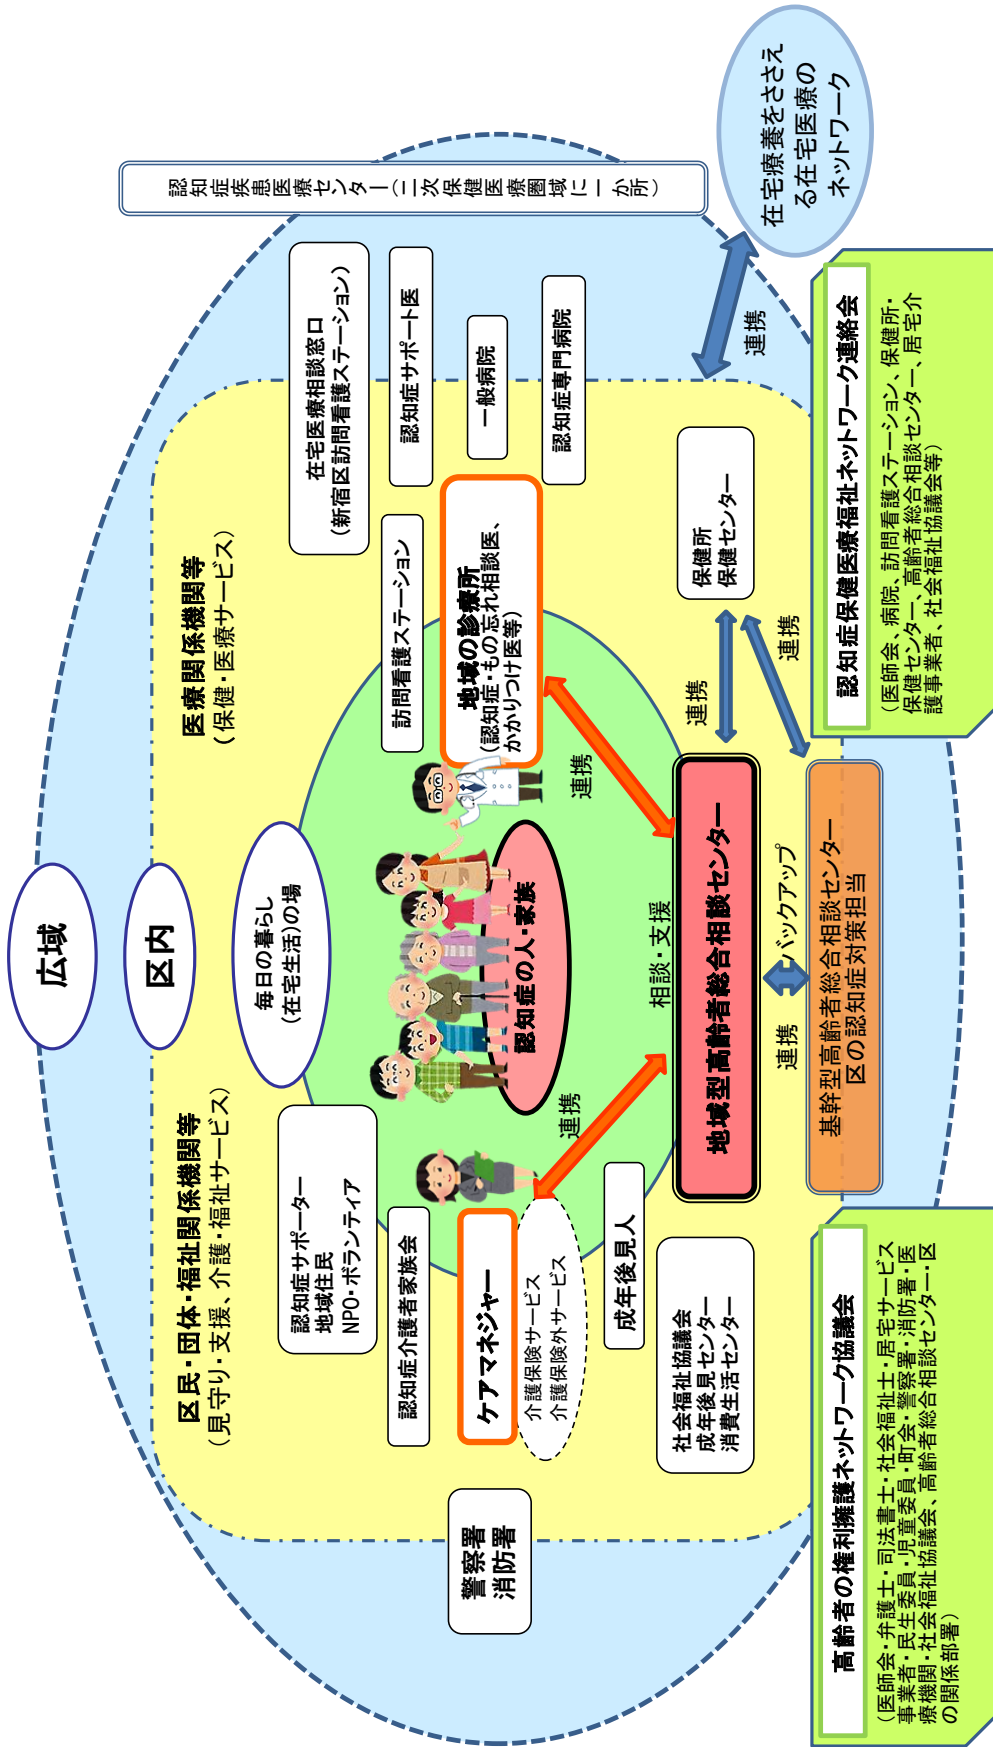 広域
区内
毎日の暮らし
(在宅生活)の場
区民・団体・福祉関係機関等
(見守り・支援、介護・福祉サービス)
医療関係機関等
(保健・医療サービス)
認知症サポーター
地域住民
NPO・ボランティア
認知症介護者家族会
ケアマネジャー
介護保険サービス
介護保険外サービス
成年後見人
社会福祉協議会
成年後見センター
消費生活センター
警察署
消防署
認知症の人・家族
訪問看護ステーション
地域の診療所
(認知症・もの忘れ相談医、
かかりつけ医等)
在宅医療相談窓口
(新宿区訪問看護ステーション)
認知症サポート医
一般病院
認知症専門病院
認知症疾患医療センター(二次保健医療圏域に一か所)
保健所
保健センター
連携
連携
相談・支援
地域型高齢者総合相談センター
連携
連携
連携
バックアップ
基幹型高齢者総合相談センター
区の認知症対策担当
連携
在宅療養をささえ
る在宅医療の
ネットワーク
高齢者の権利擁護ネットワーク協議会
(医師会・弁護士・司法書士・社会福祉士・居宅サービス
事業者・民生委員・児童委員・町会・警察署・消防署・医
療機関・社会福祉協議会、高齢者総合相談センター・区
の関係部署)
認知症保健医療福祉ネットワーク連絡会
(医師会、病院、訪問看護ステーション、保健所・
保健センター、高齢者総合相談センター、居宅介
護事業者、社会福祉協議会等)